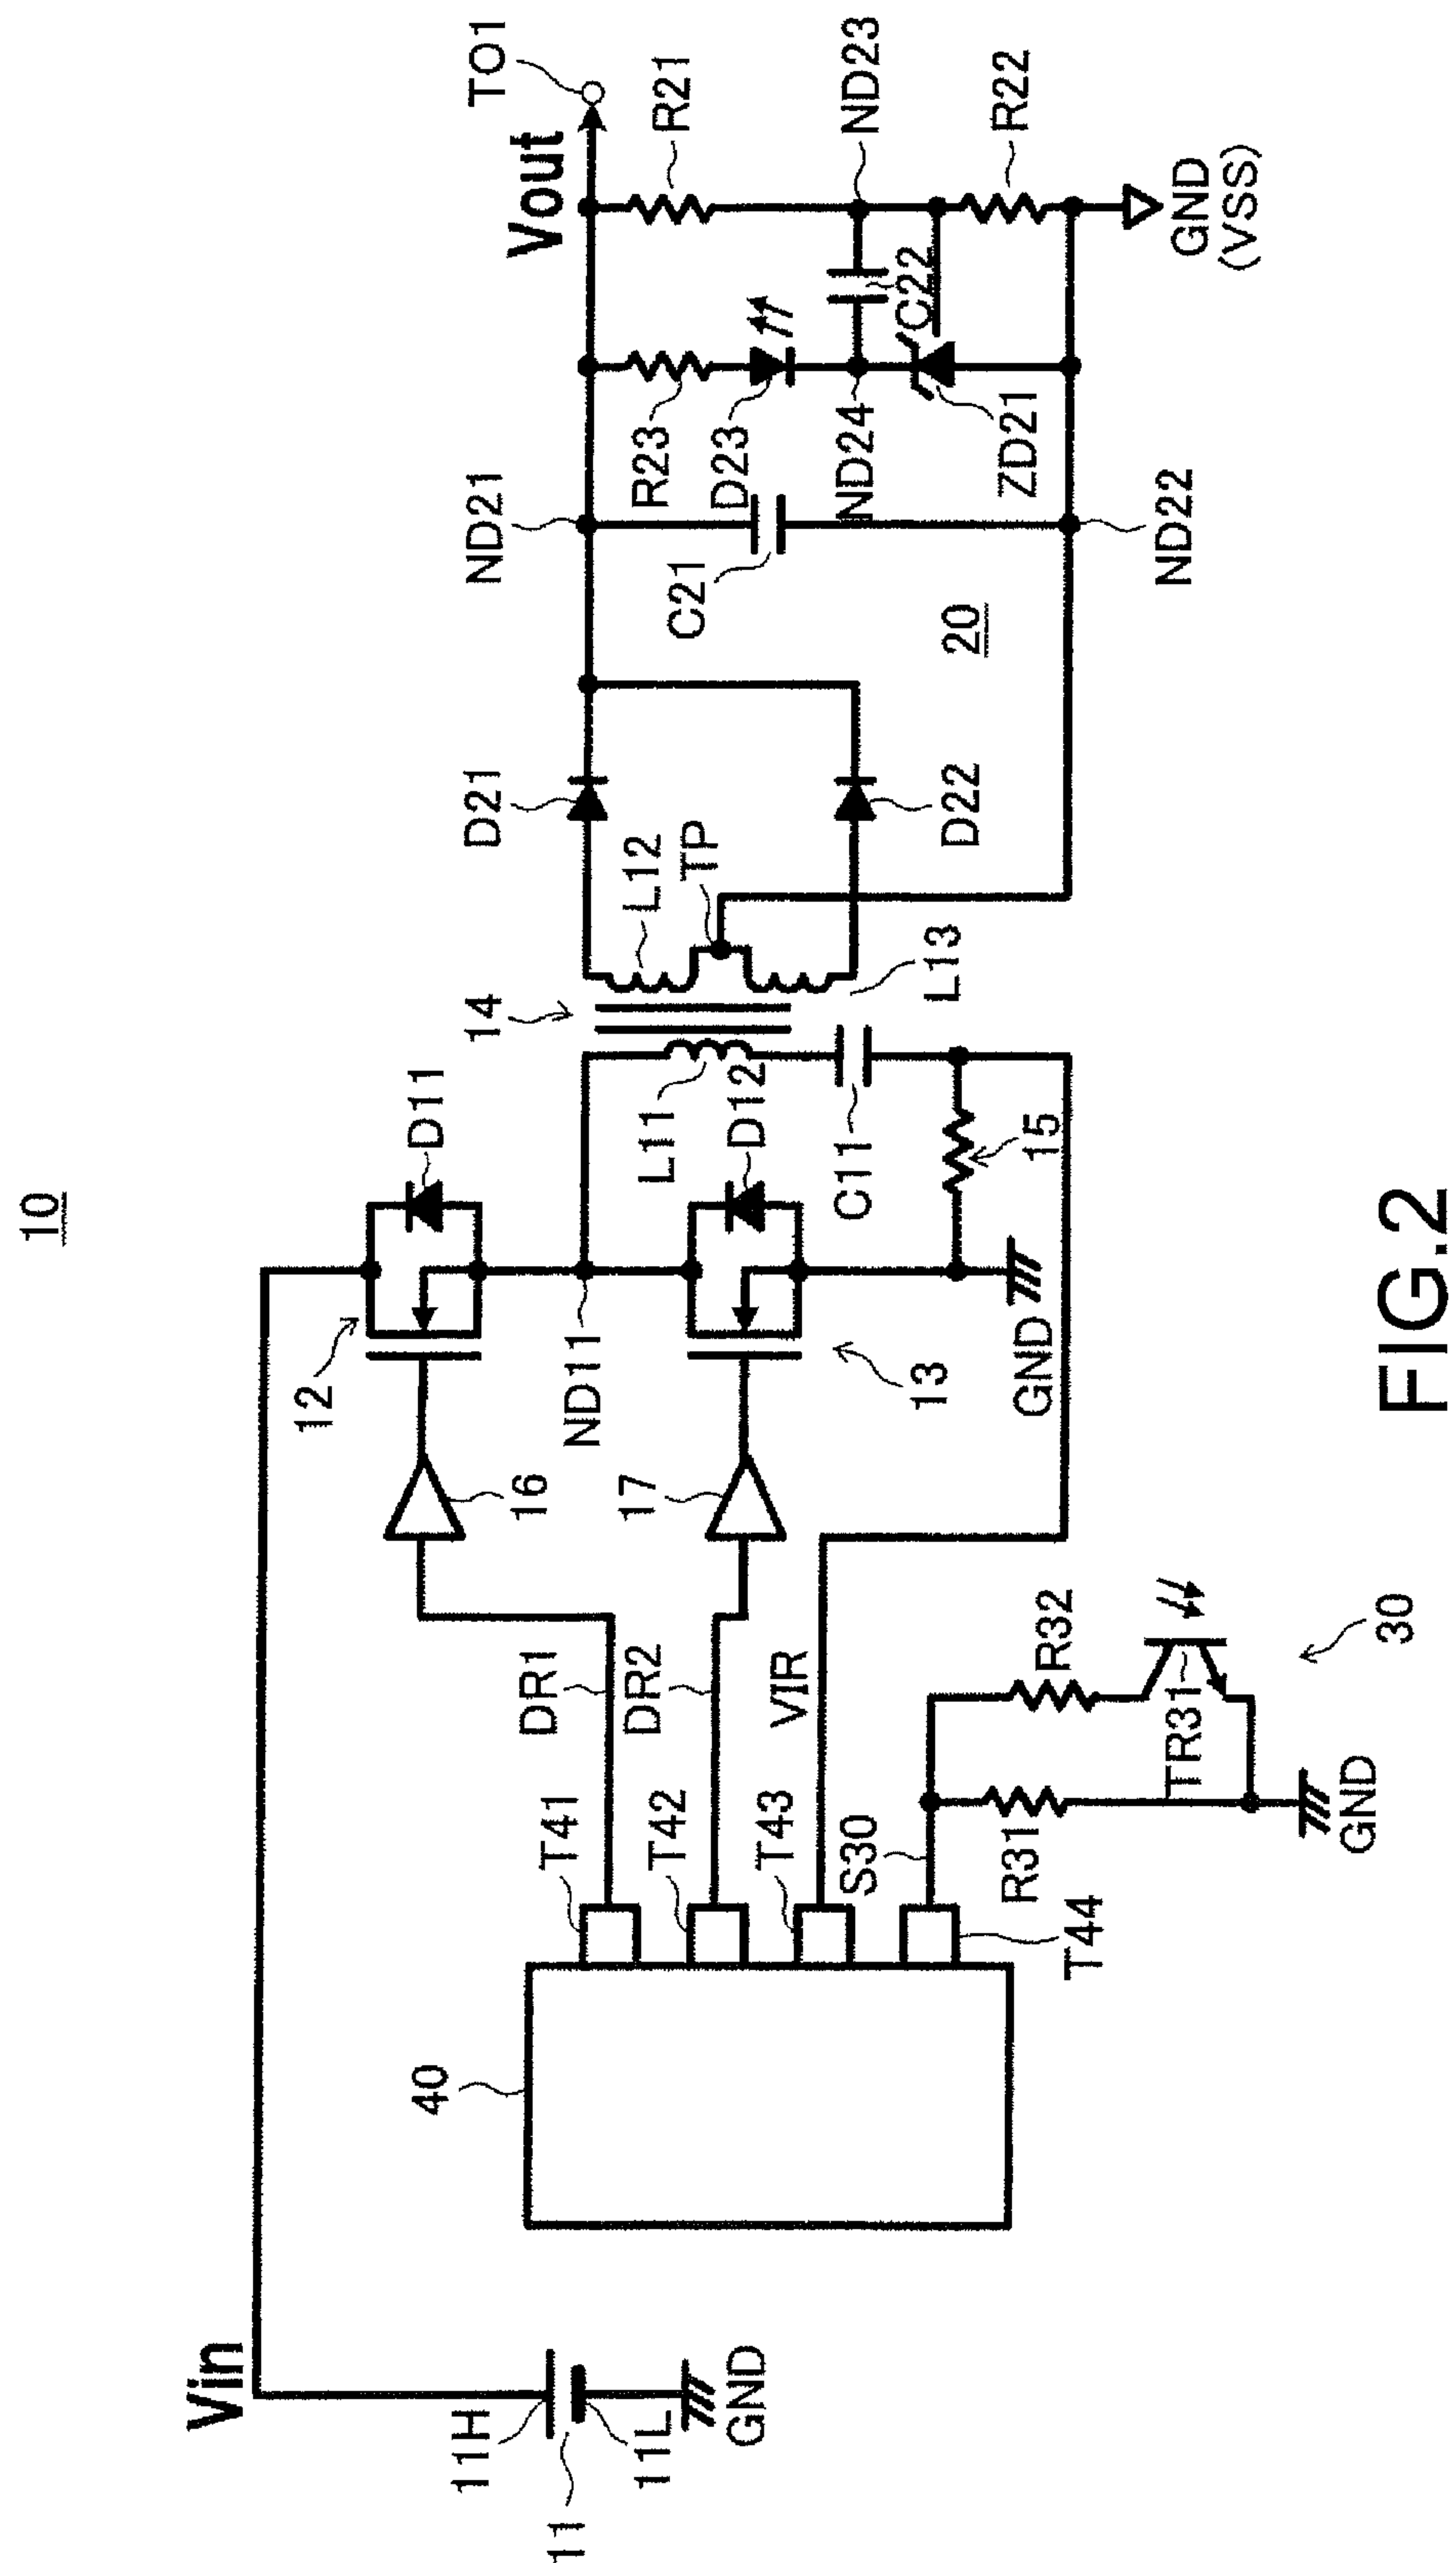 10
Vin
11H
11
11L
GND
40
T41
T42
T43
T44
DR1
DR2
VIR
S30
R31
R32
TR31
GND
30
16
17
12
13
D11
ND11
D12
L11
C11
15
GND
14
L12
TP
L13
D21
D22
20
ND21
C21
ND22
R23
D23
ND24
ZD21
C22
Vout
TO1
R21
ND23
R22
GND
(VSS)
FIG.2